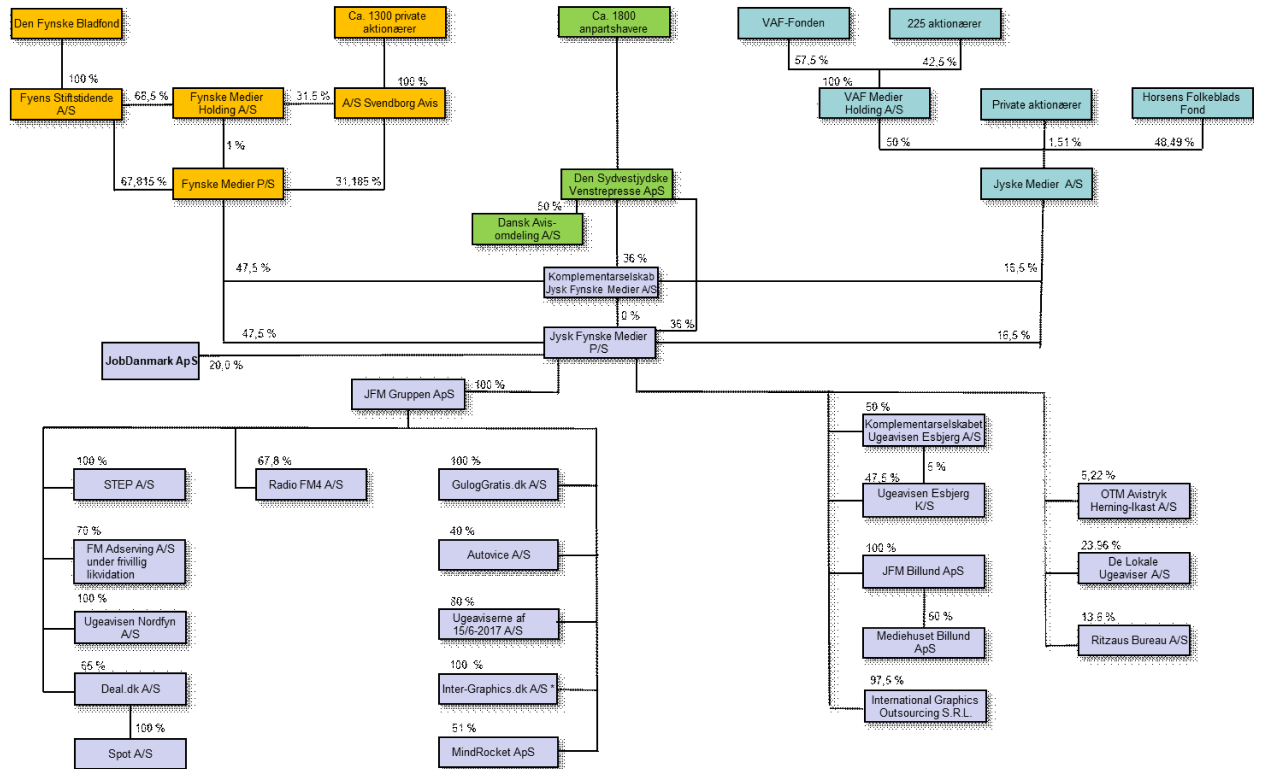 Den Fynske Bladfond
Ca. 1300 private
aktionærer
Ca. 1800
anpartshavere
VAF-Fonden
225 aktionærer
100 %
100 %
57,5 %
42,5 %
100 %
Fyens Stiftstidende
A/S
68,5 %
Fynske Medier
Holding A/S
31.5 %
A/S Svendborg Avis
VAF Medier
Holding A/S
Private aktionærer
Horsens Folkeblads
Fond
1 %
50 %
1,51 %
48,49 %
67,815 %
Fynske Medier P/S
31,185 %
Den Sydvestjydske
Venstrepresse ApS
Jyske Medier A/S
50 %
Dansk Avis-
omdeling A/S
47,5 %
36 %
16,5 %
Komplementarselskab
Jysk Fynske Medier A/S
0 %
36 %
47,5 %
Jysk Fynske Medier
P/S
16,5 %
JobDanmark ApS
20,0 %
JFM Gruppen ApS
100 %
100 %
STEP A/S
70 %
FM Adserving A/S
under frivillig
likvidation
100 %
Ugeavisen Nordfyn
A/S
65 %
Deal.dk A/S
100 %
Spot A/S
67,8 %
Radio FM4 A/S
100 %
GulogGratis.dk A/S
40 %
Autovice A/S
80 %
Ugeaviserne af
15/6-2017 A/S
100 %
Inter-Graphics.dk A/S *
51 %
MindRocket ApS
50 %
Komplementarselskabet
Ugeavisen Esbjerg A/S
5 %
47,5 %
Ugeavisen Esbjerg
K/S
100 %
JFM Billund ApS
50 %
Mediehuset Billund
ApS
97,5 %
International Graphics
Outsourcing S.R.L.
5,22 %
OTM Avistryk
Herning-Ikast A/S
23.96 %
De Lokale
Ugeaviser A/S
13.6 %
Ritzaus Bureau A/S